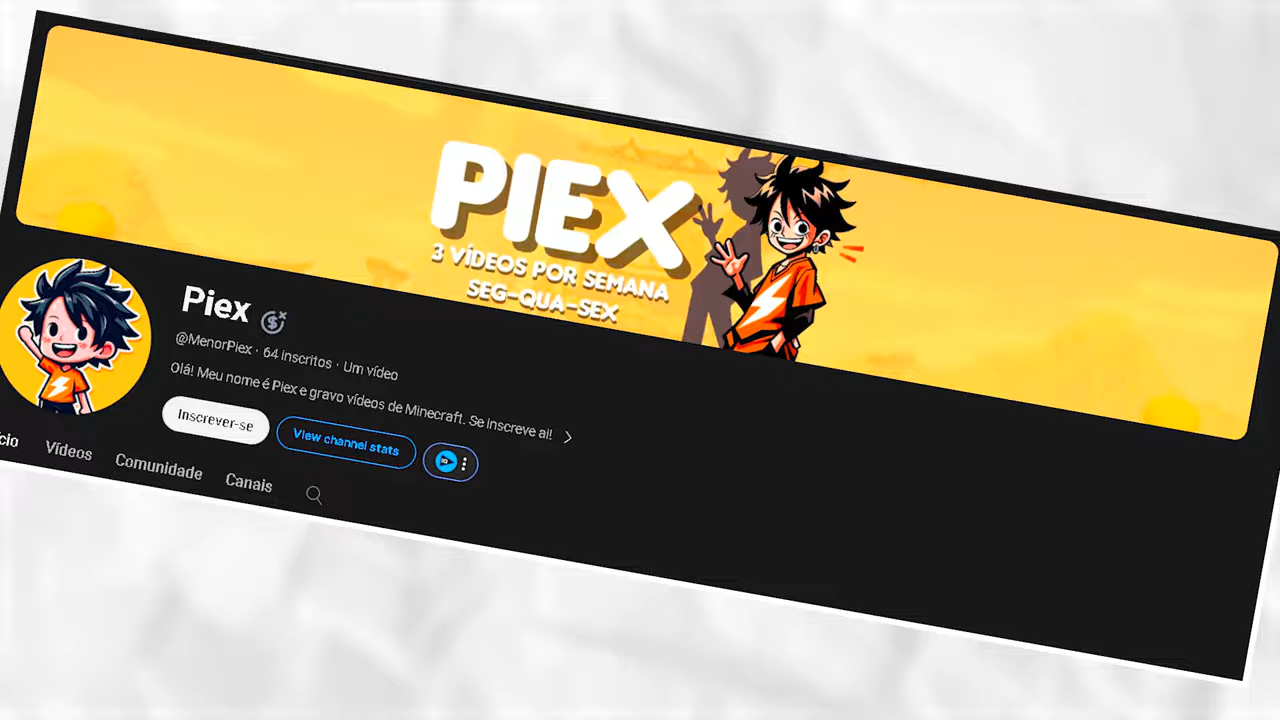 PIEX
3 VÍDEOS POR SEMANA
SEG-QUA-SEX
Piex
@MenorPiex · 64 inscritos · Um vídeo
Olá! Meu nome é Piex e gravo vídeos de Minecraft. Se inscreve aí!
Inscrever-se
View channel stats
cio
Vídeos
Comunidade
Canais